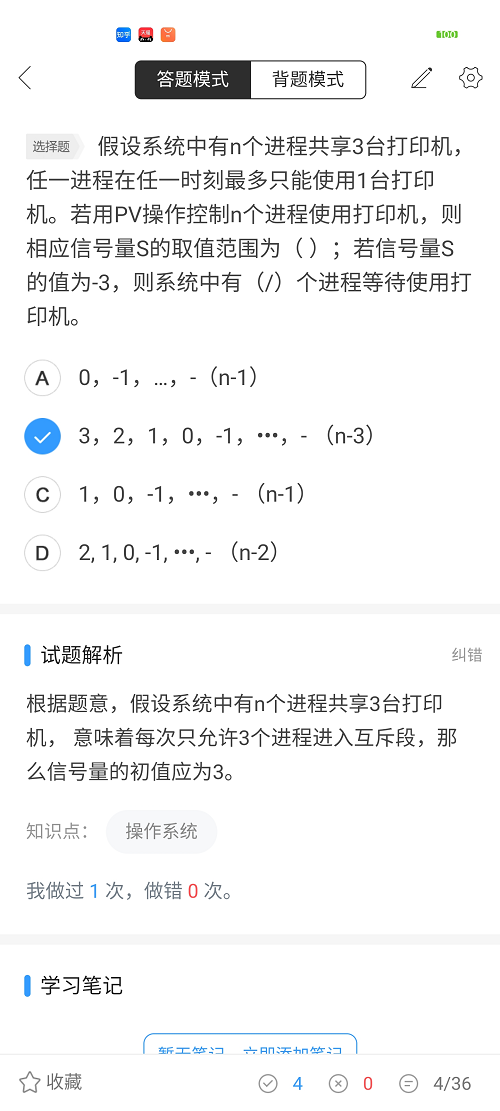 知乎
100
答题模式 背题模式
选择题 假设系统中有n个进程共享3台打印机，
任一进程在任一时刻最多只能使用1台打印
机。若用PV操作控制n个进程使用打印机，则
相应信号量S的取值范围为（ ）；若信号量S
的值为-3，则系统中有（/）个进程等待使用打
印机。
A 0，-1，…，-（n-1）
3，2，1，0，-1，•••，- （n-3）
C 1，0，-1，•••，- （n-1）
D 2, 1, 0, -1, •••, - （n-2）
试题解析 纠错
根据题意，假设系统中有n个进程共享3台打印
机， 意味着每次只允许3个进程进入互斥段，那
么信号量的初值应为3。
知识点： 操作系统
我做过 1 次，做错 0 次。
学习笔记
暂无笔记，立即添加笔记
收藏 4 0 4/36